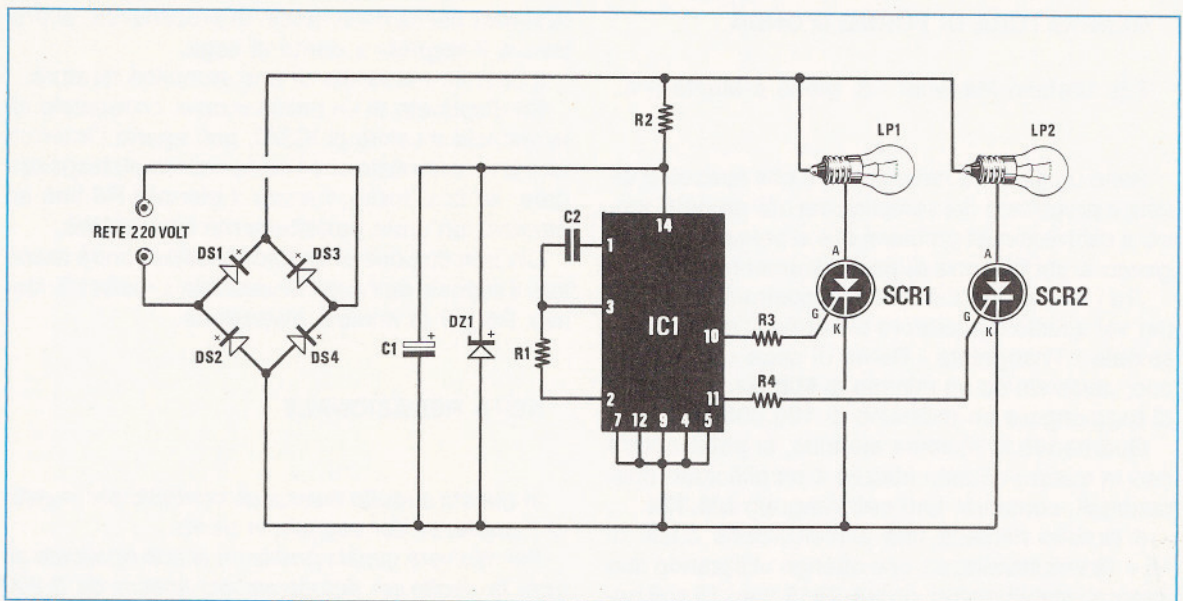 R2
LP1
LP2
RETE 220 VOLT
DS1
DS3
DS2
DS4
C1
+
DZ1
+
C2
1
14
3
IC1
R1
2
10
11
7 12 9 4 5
R3
R4
A
G
K
SCR1
A
G
K
SCR2